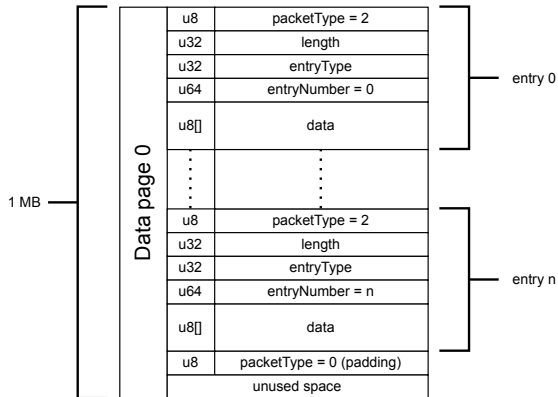 u8 packetType = 2
u32 length
u32 entryType
u64 entryNumber = 0
u8[] data
entry 0
Data page 0
1 MB
u8 packetType = 2
u32 length
u32 entryType
u64 entryNumber = n
u8[] data
entry n
u8 packetType = 0 (padding)
unused space